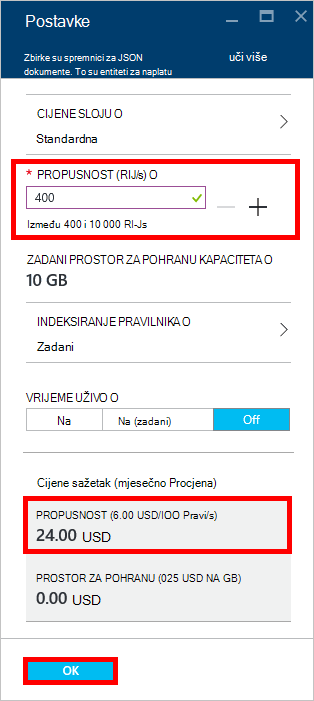 Postavke
Zbirke su spremnici za JSON
dokumente. To su entiteti za naplatu
uči više
CIJENE SLOJU O
Standardna
* PROPUSNOST (RIJ/s) O
400
Između 400 i 10 000 RI-Js
ZADANI PROSTOR ZA POHRANU KAPACITETA O
10 GB
INDEKSIRANJE PRAVILNIKA O
Zadani
VRIJEME UŽIVO O
Na
Na (zadani)
Off
Cijene sažetak (mjesečno Procjena)
PROPUSNOST (6.00 USD/IOO Pravi/s)
24.00 USD
PROSTOR ZA POHRANU (025 USD NA GB)
0.00 USD
OK